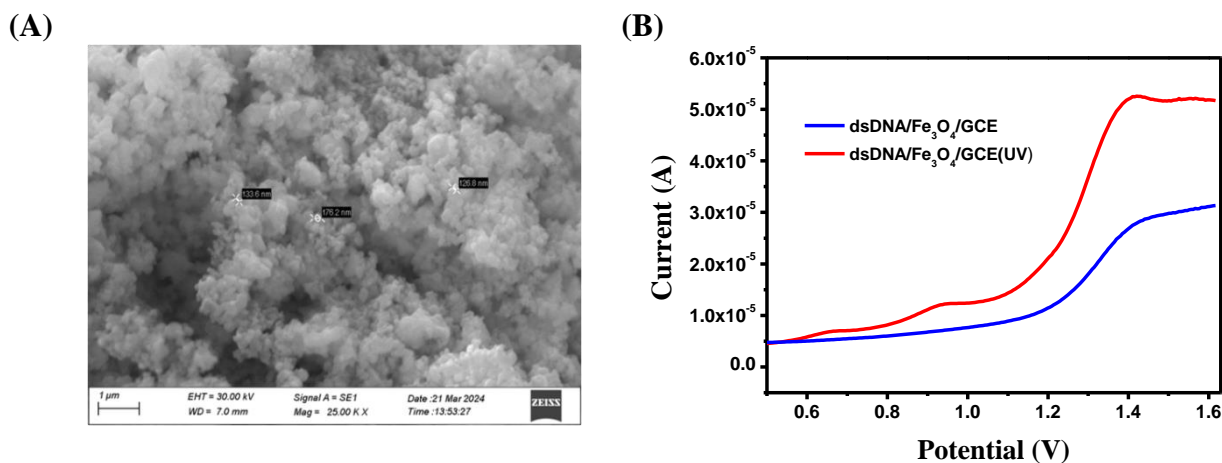 (A)
133.6 nm
176.2 nm
125.8 nm
1 µm
EHT = 30.00 kV
Signal A = SE1
Date :21 Mar 2024
WD = 7.0 mm
Mag = 25.00 K X
Time :13:53:27
ZEISS
(B)
6.0x10⁻⁵
5.0x10⁻⁵
4.0x10⁻⁵
3.0x10⁻⁵
2.0x10⁻⁵
1.0x10⁻⁵
0.0
Current (A)
dsDNA/Fe₃O₄/GCE
dsDNA/Fe₃O₄/GCE(UV)
0.6 0.8 1.0 1.2 1.4 1.6
Potential (V)